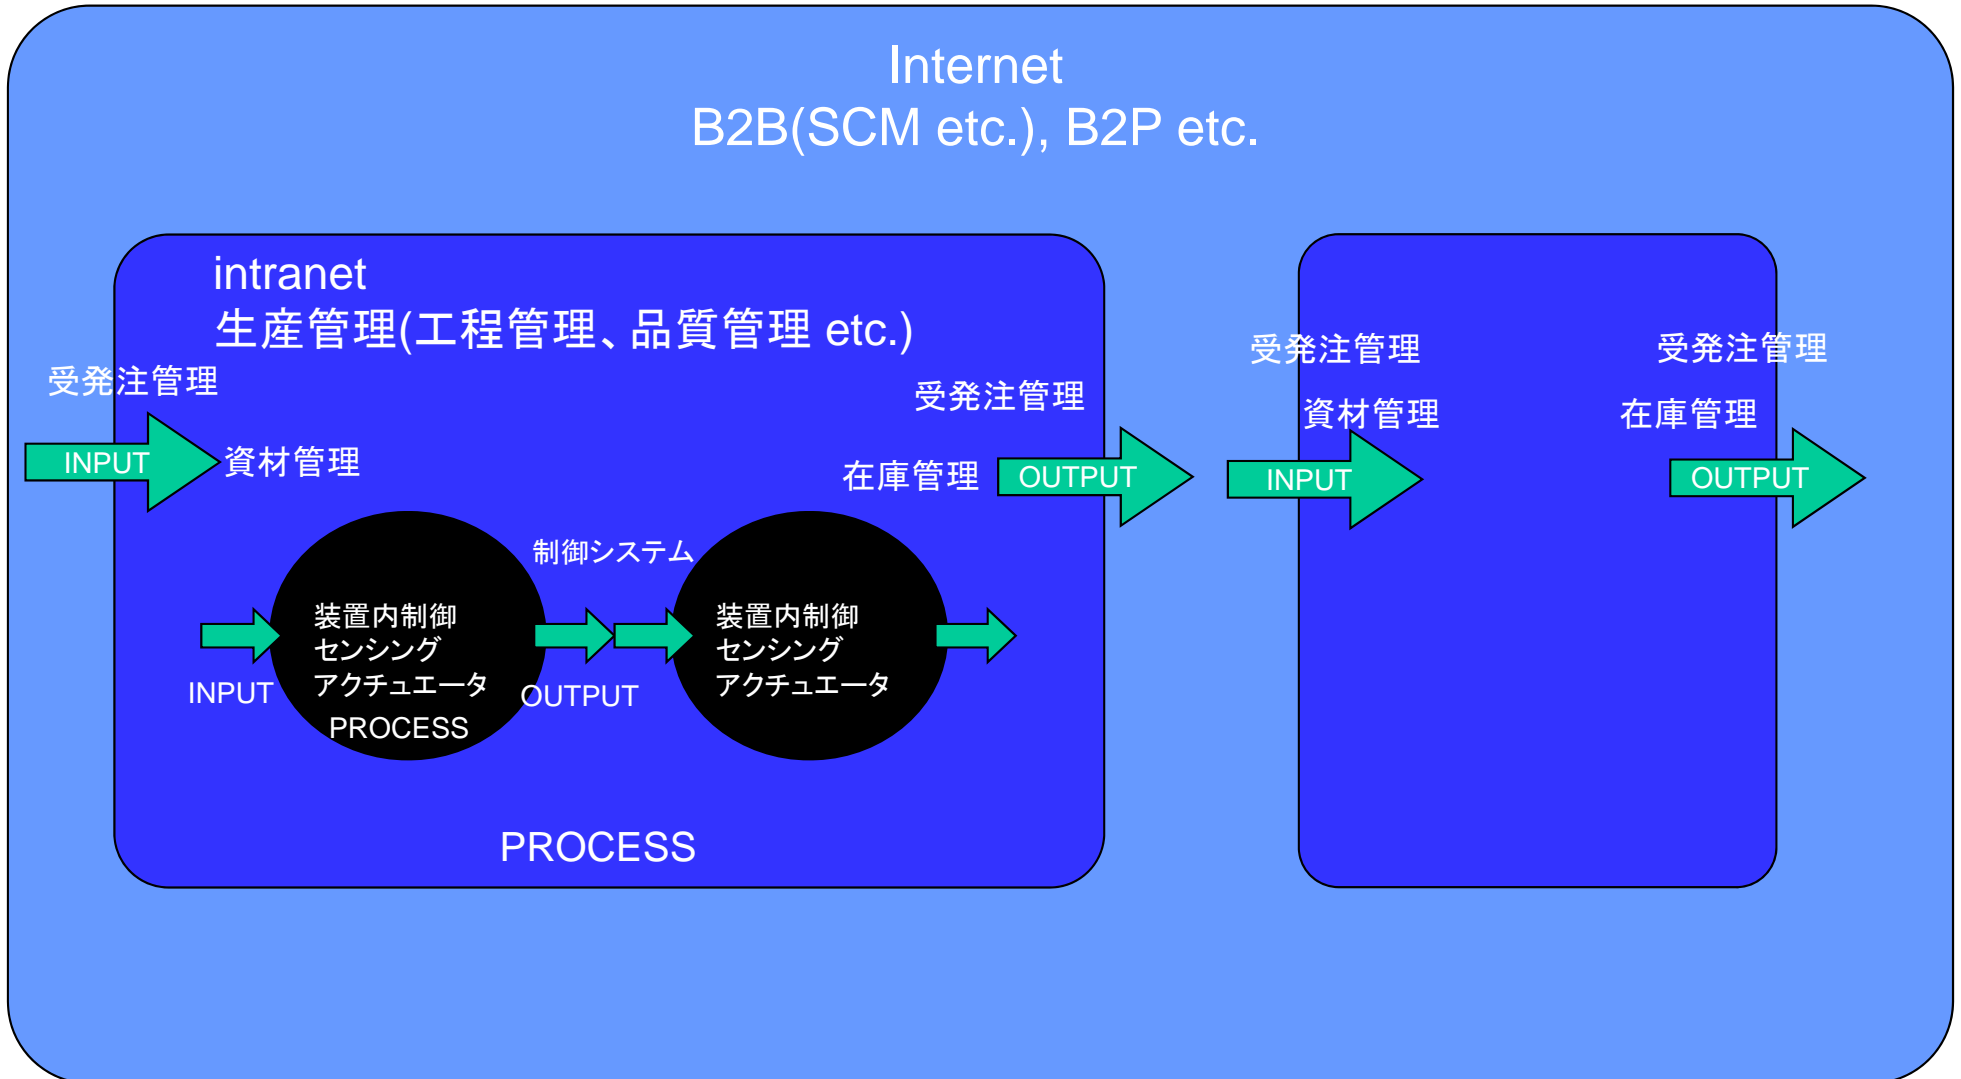 Internet
B2B(SCM etc.), B2P etc.
intranet
生産管理(工程管理、品質管理 etc.)
受発注管理
INPUT
資材管理
受発注管理
在庫管理
OUTPUT
制御システム
装置内制御
センシング
アクチュエータ
PROCESS
INPUT
OUTPUT
装置内制御
センシング
アクチュエータ
PROCESS
受発注管理
資材管理
INPUT
受発注管理
在庫管理
OUTPUT